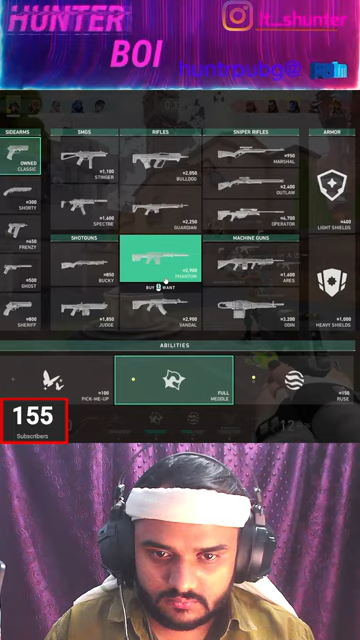 HUNTER
BOI
lt_shunter
huntrpubg@
SIDEARMS
SMGS
RIFLES
SNIPER RIFLES
ARMOR
OWNED
CLASSIC
¤1,100
STINGER
¤2,050
BULLDOG
¤950
MARSHAL
¤300
SHORTY
¤1,600
SPECTRE
¤2,250
GUARDIAN
¤2,400
OUTLAW
¤400
LIGHT SHIELDS
¤450
FRENZY
¤4,700
OPERATOR
SHOTGUNS
MACHINE GUNS
¤500
GHOST
¤850
BUCKY
¤2,900
PHANTOM
¤1,600
ARES
BUY WANT
¤800
SHERIFF
¤1,850
JUDGE
¤2,900
VANDAL
¤3,200
ODIN
¤1,000
HEAVY SHIELDS
ABILITIES
¤100
PICK-ME-UP
FULL
MEDDLE
¤150
RUSE
155
Subscribers
12